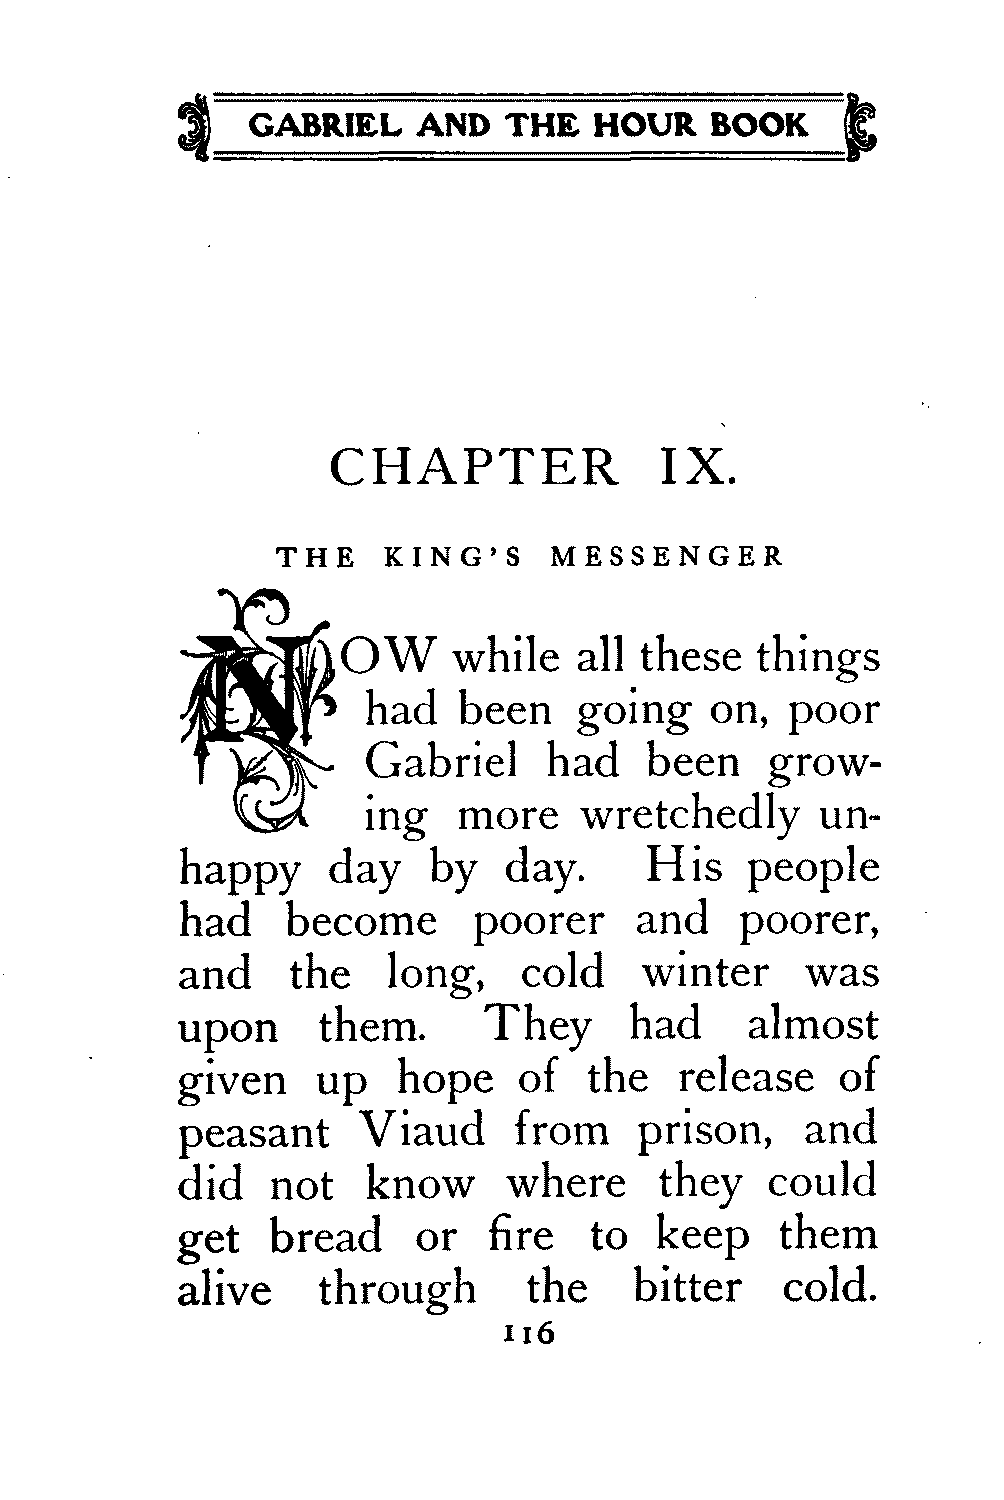 GABRIEL AND THE HOUR BOOK
CHAPTER IX.
THE KING'S MESSENGER
NOW while all these things
had been going on, poor
Gabriel had been grow-
ing more wretchedly un-
happy day by day. His people
had become poorer and poorer,
and the long, cold winter was
upon them. They had almost
given up hope of the release of
peasant Viaud from prison, and
did not know where they could
get bread or fire to keep them
alive through the bitter cold.
116